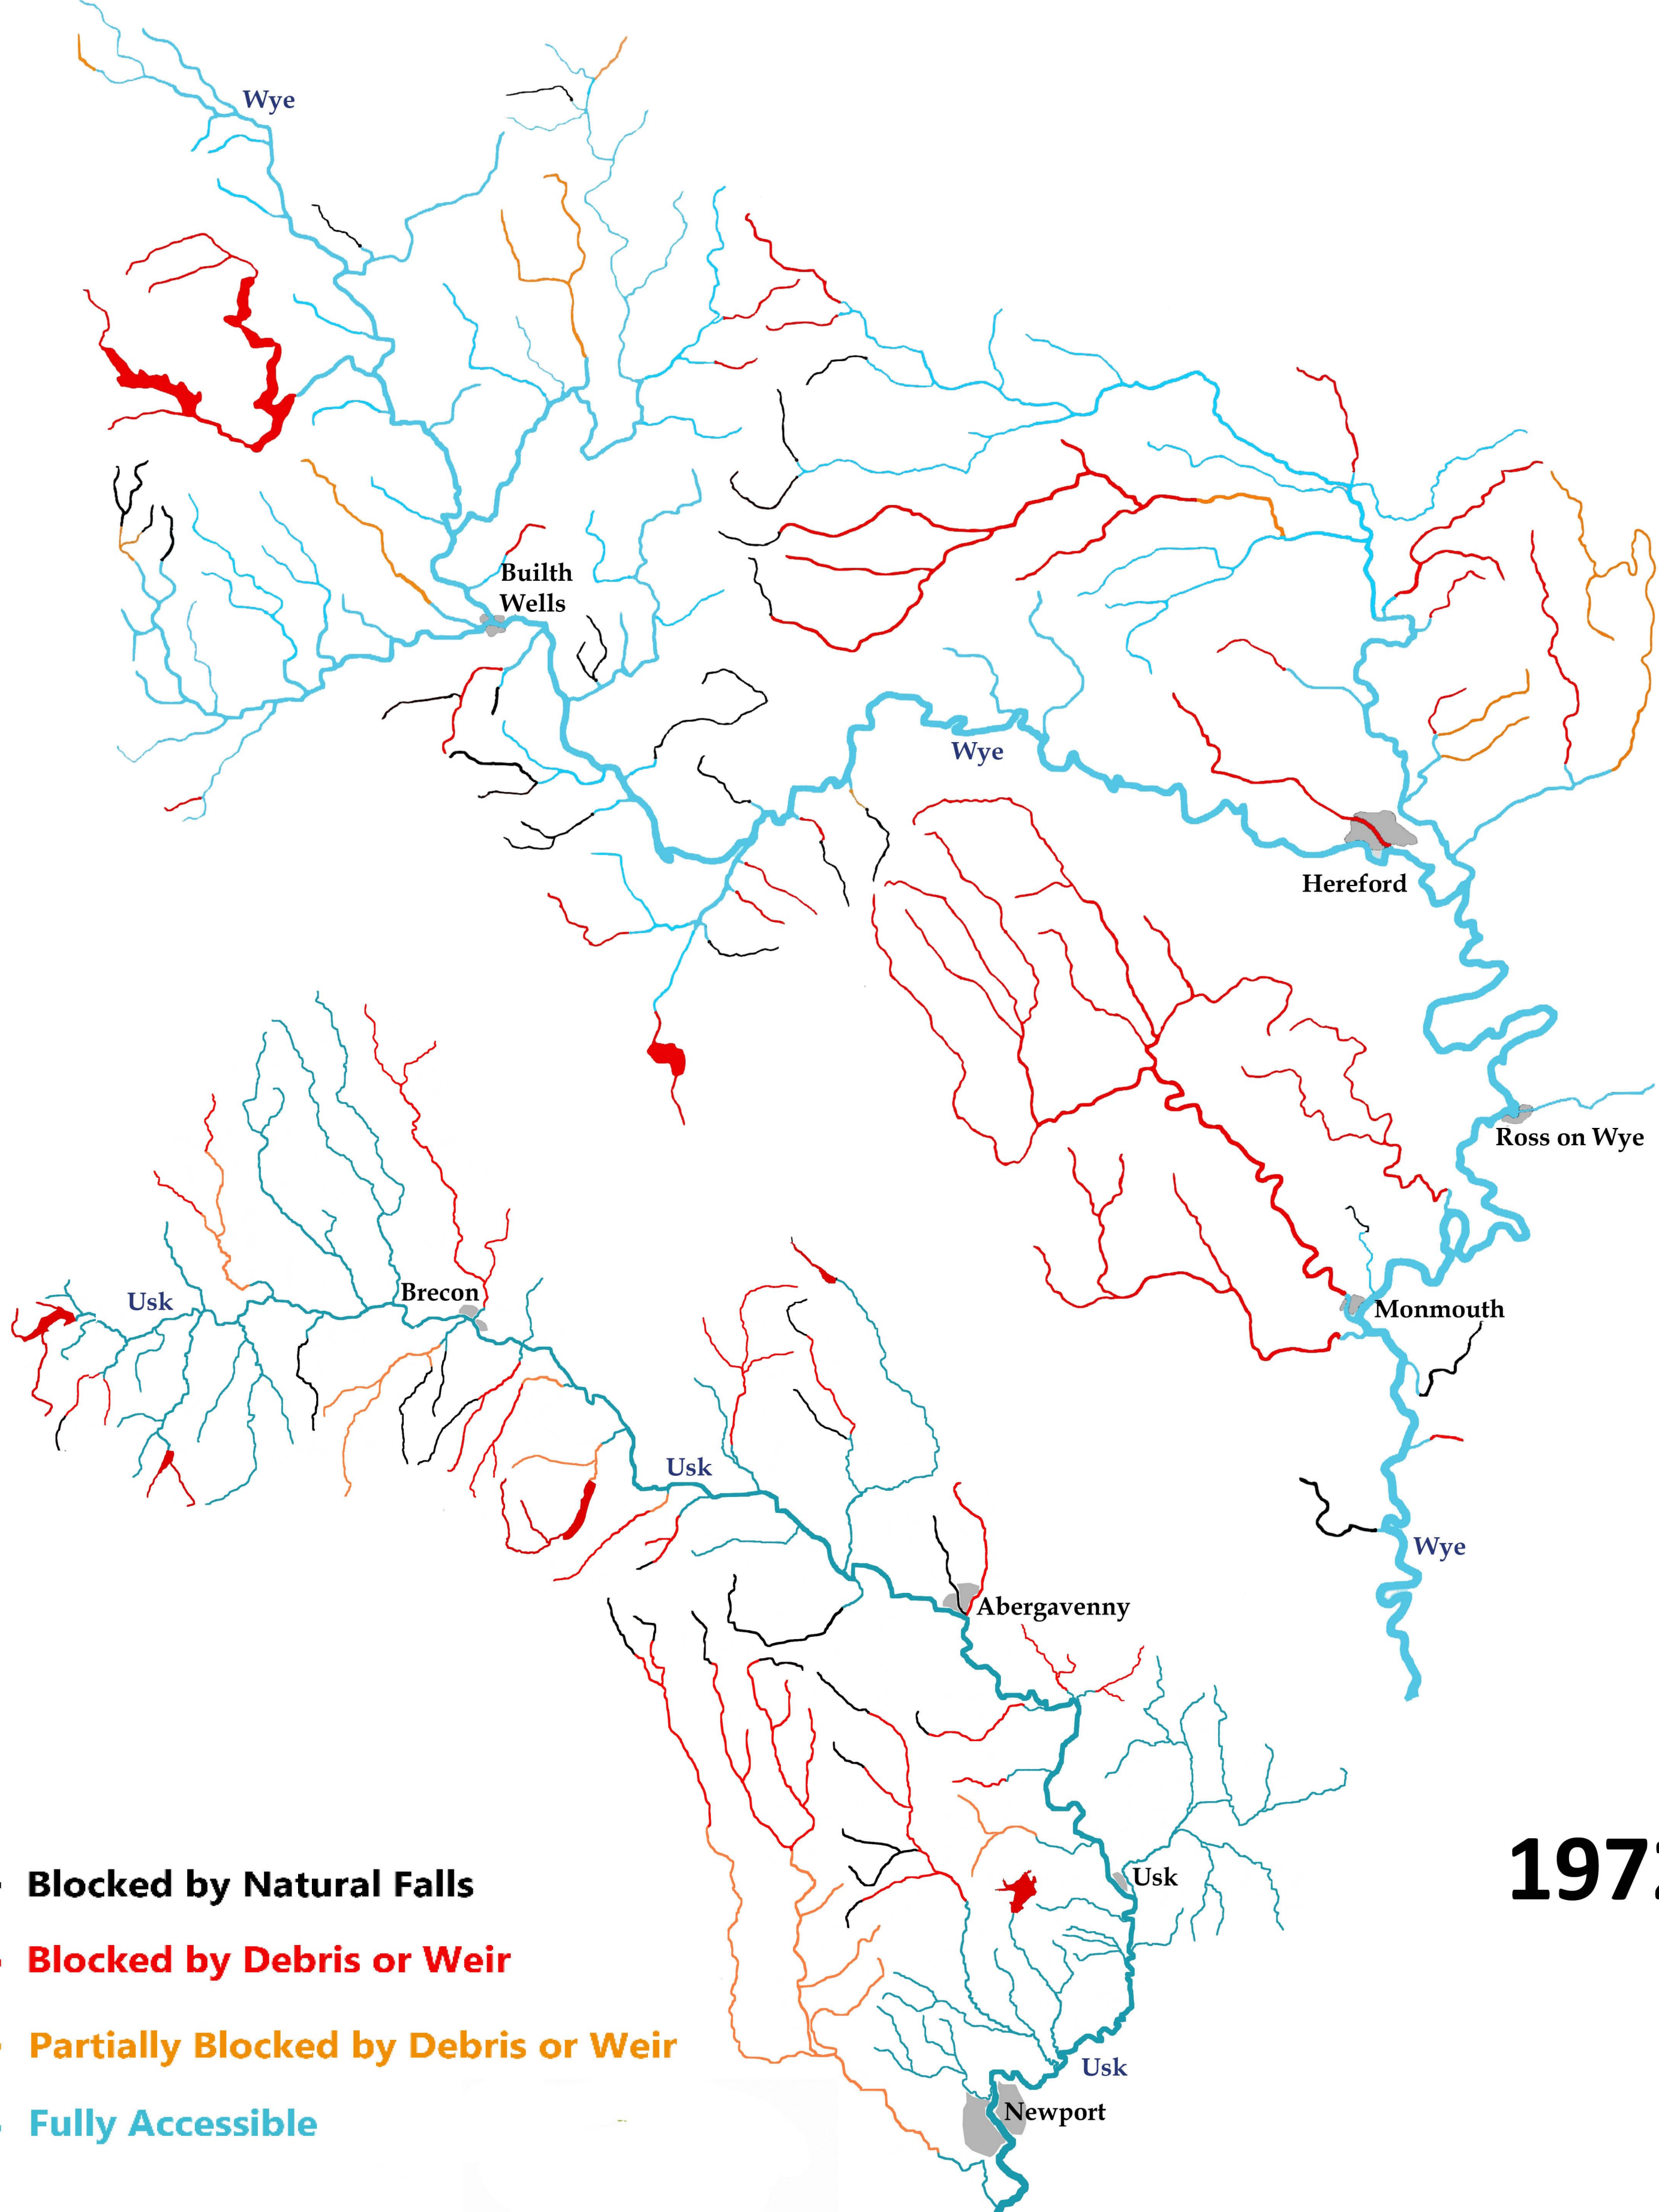 Wye
Builth
Wells
Wye
Hereford
Ross on Wye
Usk
Brecon
Monmouth
Usk
Wye
Abergavenny
Usk
Blocked by Natural Falls
Blocked by Debris or Weir
Partially Blocked by Debris or Weir
Usk
Newport
Fully Accessible